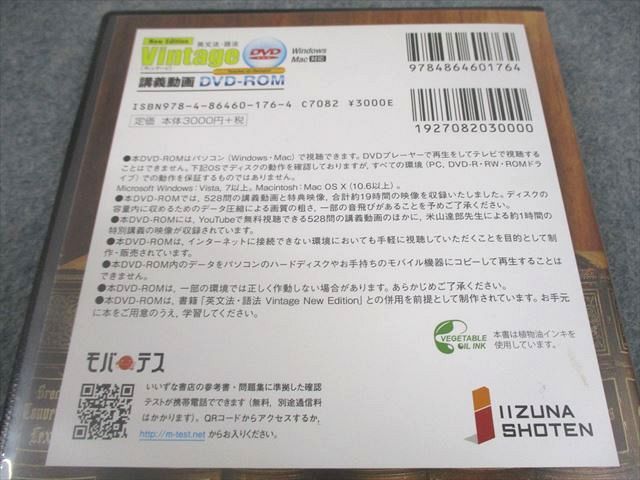 New Edition
英文法・語法
Vintage
DVD
Windows
Mac対応
講義動画 DVD-ROM
9784864601764
ISBN978-4-86460-176-4 C7082 ¥3000E
定価 本体3000円+税
1927082030000
●本DVD-ROMはパソコン(Windows・Mac)で視聴できます。DVDプレーヤーで再生をしてテレビで視聴する
ことはできません。下記OSでディスクの動作を確認しておりますが、すべての環境(PC, DVD-R・RW・ROMドラ
イブ)での動作を保証するものではありません。
Microsoft Windows : Vista, 7以上。Macintosh : Mac OS X (10.6以上)。
●本DVD-ROMでは、528問の講義動画と特典映像、合計約19時間の映像を収録いたしました。ディスクの
容量内に収めるためのデータ圧縮による画質の粗さ、一部の音飛びがあることを予めご了承ください。
●本DVD-ROMには、YouTubeで無料視聴できる528問の講義動画のほかに、米山達郎先生による約1時間の
特別講義の映像が収録されています。
●本DVD-ROMは、インターネットに接続できない環境においても手軽に視聴していただくことを目的として制
作・販売されています。
●本DVD-ROM内のデータをパソコンのハードディスクやお手持ちのモバイル機器にコピーして再生することは
できません。
●本DVD-ROMは、一部の環境では正しく作動しない場合があります。あらかじめご了承ください。
●本DVD-ROMは、書籍「英文法・語法 Vintage New Edition」との併用を前提として制作されています。お手元
に本をご用意のうえ、学習してください。
VEGETABLE
OIL INK
本書は植物油インキを
使用しています。
モバ●テス
いいずな書店の参考書・問題集に準拠した確認
テストが携帯電話でできます(無料, 別途通信料
はかかります)。QRコードからアクセスするか,
http://m-test.net からお入りください。
IIZUNA
SHOTEN